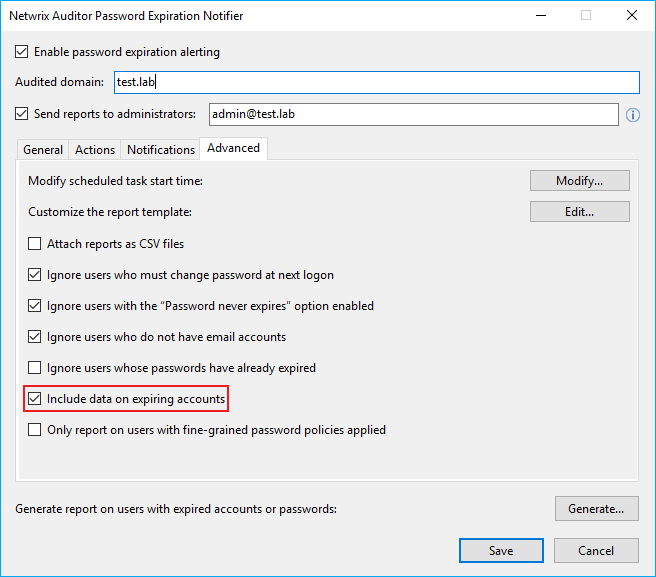 Netwrix Auditor Password Expiration Notifier
Enable password expiration alerting
Audited domain: test.lab
Send reports to administrators: admin@test.lab
General Actions Notifications Advanced
Modify scheduled task start time: Modify...
Customize the report template: Edit...
Attach reports as CSV files
Ignore users who must change password at next logon
Ignore users with the “Password never expires” option enabled
Ignore users who do not have email accounts
Ignore users whose passwords have already expired
Include data on expiring accounts
Only report on users with fine-grained password policies applied
Generate report on users with expired accounts or passwords: Generate...
Save Cancel